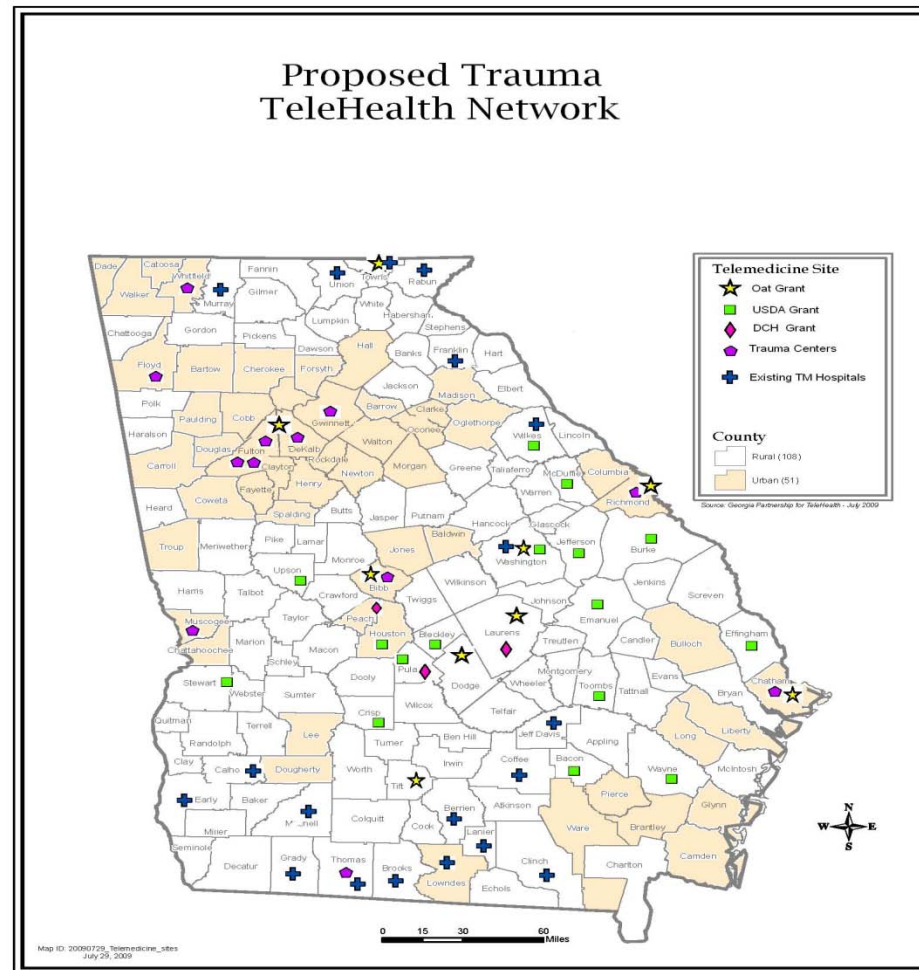 Proposed Trauma
TeleHealth Network
Telemedicine Site
Oat Grant
USDA Grant
DCH Grant
Trauma Centers
Existing TM Hospitals
County
Rural (108)
Urban (51)
Source: Georgia Partnership for TeleHealth - July 2009
Dade
Catoosa
Whitfield
Walker
Murray
Fannin
Gilmer
Union
Towns
Rabun
White
Habersham
Lumpkin
Stephens
Chattooga
Gordon
Pickens
Dawson
Hall
Banks
Franklin
Hart
Floyd
Bartow
Cherokee
Forsyth
Jackson
Madison
Elbert
Polk
Paulding
Cobb
Gwinnett
Barrow
Clarke
Oconee
Oglethorpe
Wilkes
Lincoln
Haralson
Douglas
Fulton
DeKalb
Rockdale
Walton
Morgan
Greene
Taliaferro
McDuffie
Columbia
Carroll
Clayton
Fayette
Henry
Newton
Warren
Richmond
Heard
Coweta
Spalding
Butts
Jasper
Putnam
Hancock
Glascock
Jefferson
Burke
Troup
Meriwether
Pike
Lamar
Monroe
Jones
Baldwin
Washington
Upson
Bibb
Wilkinson
Jenkins
Screven
Harris
Talbot
Crawford
Twiggs
Johnson
Emanuel
Taylor
Peach
Muscogee
Houston
Bleckley
Laurens
Treutlen
Candler
Bulloch
Effingham
Chattahoochee
Marion
Macon
Schley
Pula
Dodge
Wheeler
Montgomery
Toombs
Tattnall
Evans
Bryan
Chatham
Stewart
Webster
Sumter
Dooly
Wilcox
Telfair
Quitman
Crisp
Randolph
Terrell
Lee
Turner
Ben Hill
Jeff Davis
Appling
Long
Liberty
Clay
Calho
Dougherty
Worth
Tift
Irwin
Coffee
Bacon
Wayne
McIntosh
Early
Baker
Colquitt
Cook
Berrien
Atkinson
Pierce
Ware
Brantley
Glynn
Miller
Lanier
Seminole
Decatur
Grady
Thomas
Brooks
Lowndes
Echols
Clinch
Charlton
Camden
N
W E
S
0 15 30 60
Miles
Map ID: 20090729_Telemedicine_sites
July 29, 2009